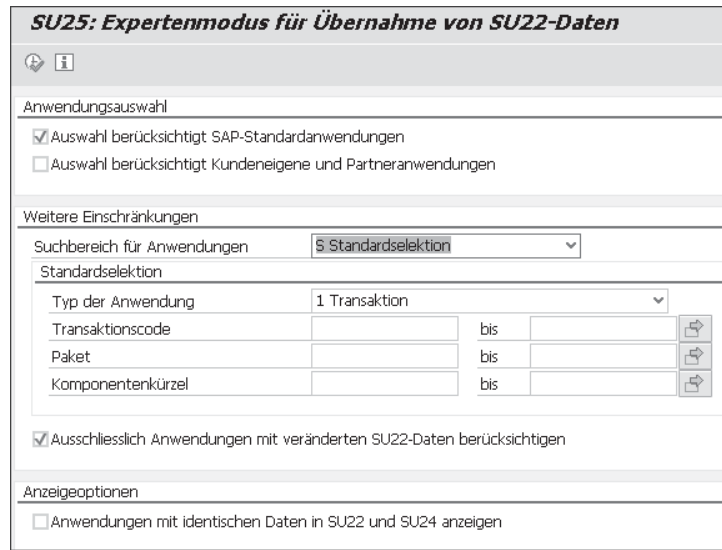 SU25: Expertenmodus für Übernahme von SU22-Daten
Anwendungsauswahl
Auswahl berücksichtigt SAP-Standardanwendungen
Auswahl berücksichtigt Kundeneigene und Partneranwendungen
Weitere Einschränkungen
Suchbereich für Anwendungen S Standardselektion
Standardselektion
Typ der Anwendung 1 Transaktion
Transaktionscode bis
Paket bis
Komponentenkürzel bis
Ausschliesslich Anwendungen mit veränderten SU22-Daten berücksichtigen
Anzeigeoptionen
Anwendungen mit identischen Daten in SU22 und SU24 anzeigen